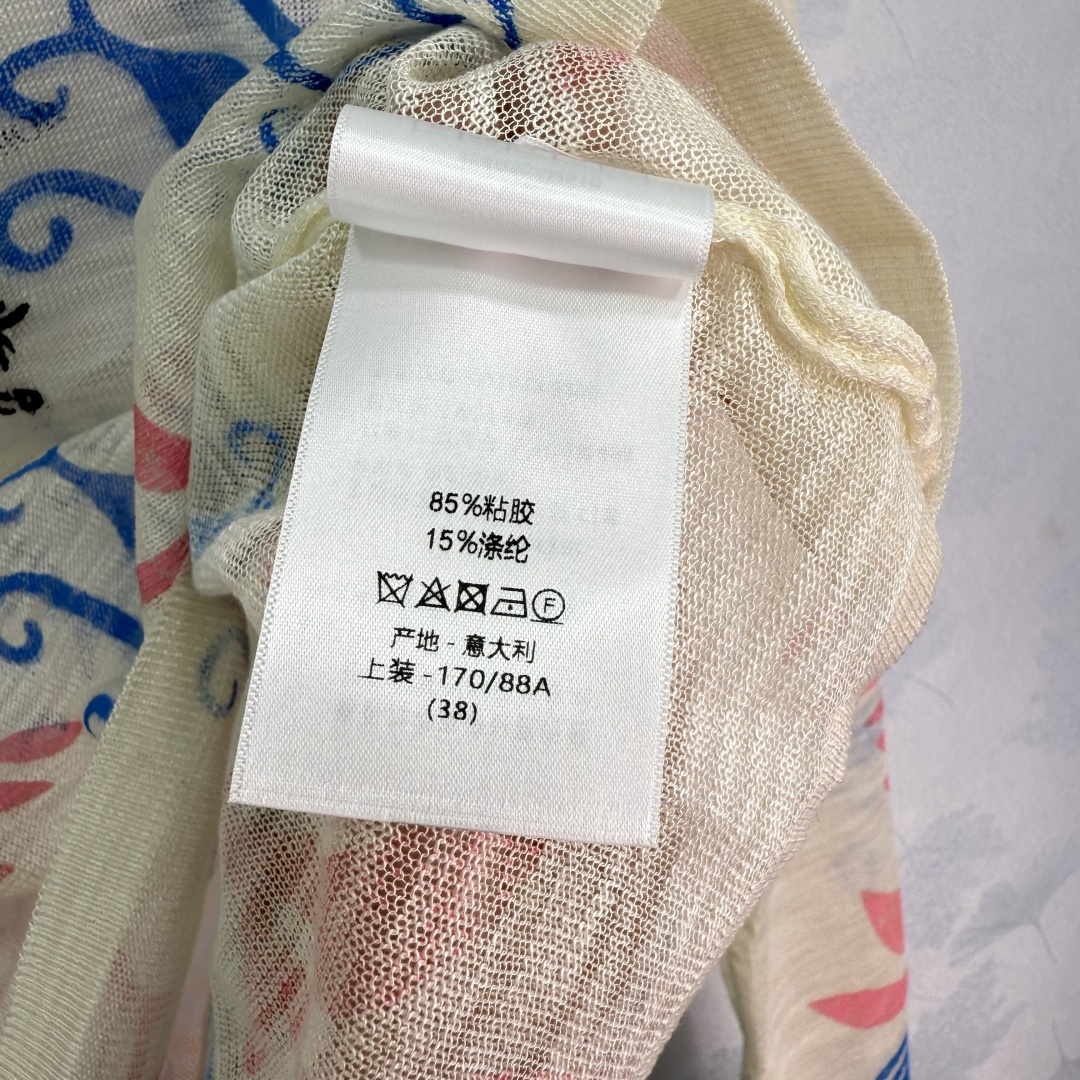 85%粘胶
15%涤纶
F
产地 - 意大利
上装 -170/88A
(38)